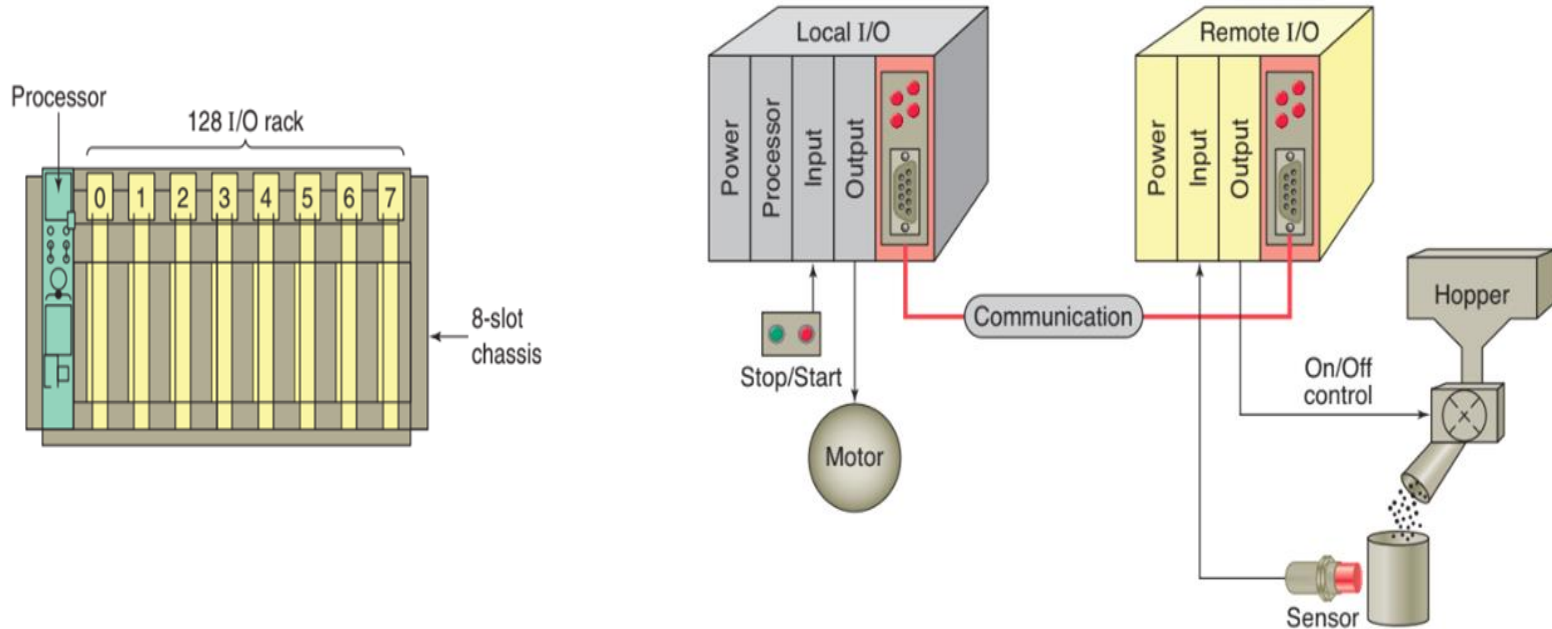 Processor
128 I/O rack
0 1 2 3 4 5 6 7
8-slot
chassis
Local I/O
Power
Processor
Input
Output
Stop/Start
Motor
Communication
Remote I/O
Power
Input
Output
Hopper
On/Off
control
Sensor